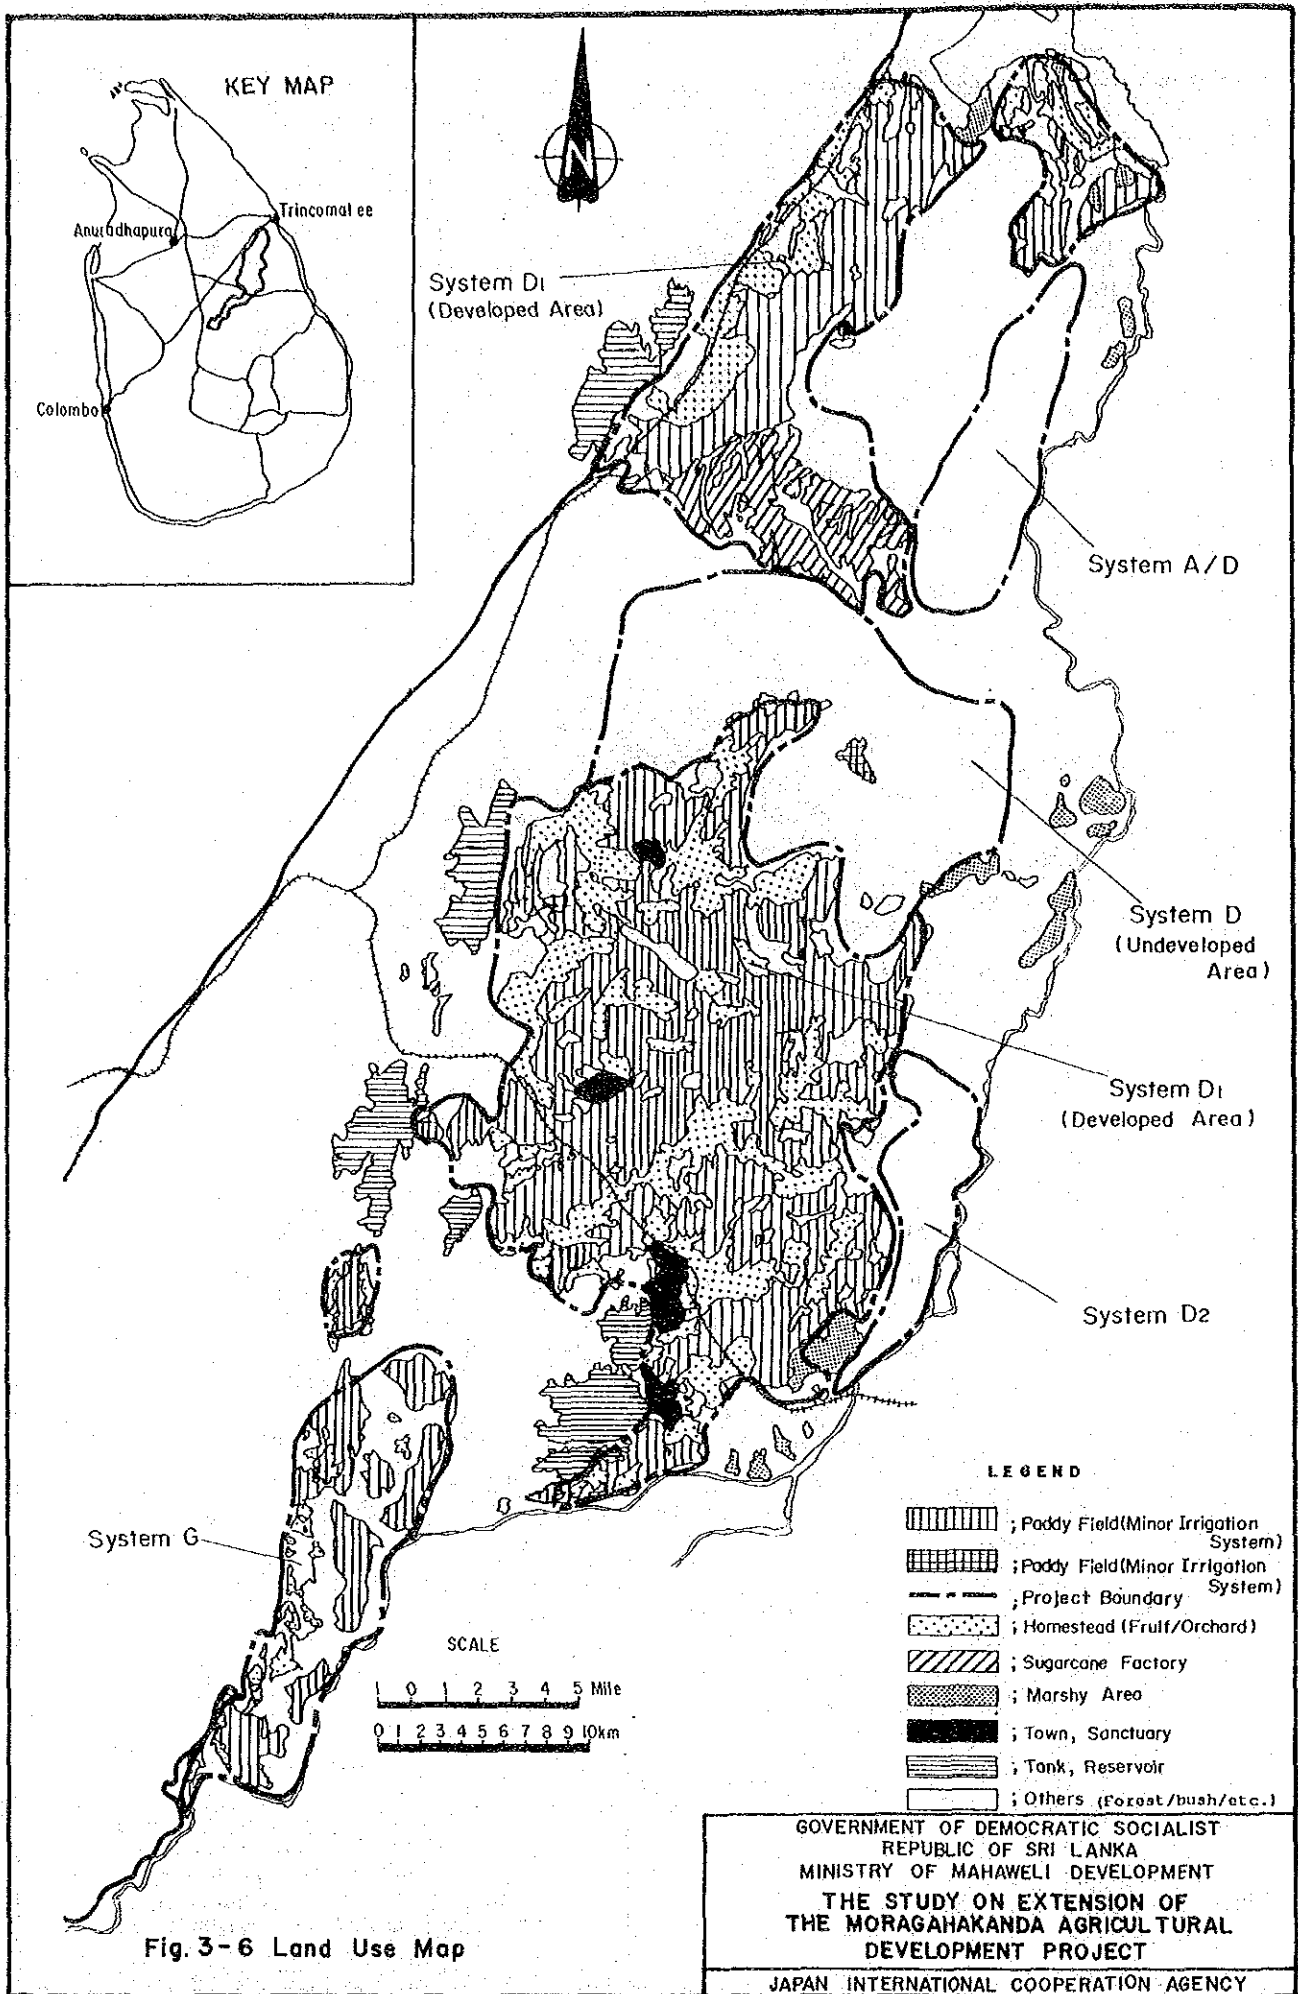 KEY MAP
Trincomalee
Anuradhapura
Colombo
N
System D1
(Developed Area)
System A/D
System D
(Undeveloped
Area)
System D1
(Developed Area)
System D2
System G
SCALE
1 0 1 2 3 4 5 Mile
0 1 2 3 4 5 6 7 8 9 10km
LEGEND
; Paddy Field(Minor Irrigation
System)
; Paddy Field(Minor Irrigation
System)
; Project Boundary
; Homestead (Fruif/Orchard)
; Sugarcane Factory
; Marshy Area
; Town, Sanctuary
; Tank, Reservoir
; Others (Forest/bush/etc.)
GOVERNMENT OF DEMOCRATIC SOCIALIST
REPUBLIC OF SRI LANKA
MINISTRY OF MAHAWELI DEVELOPMENT
THE STUDY ON EXTENSION OF
THE MORAGAHAKANDA AGRICULTURAL
DEVELOPMENT PROJECT
JAPAN INTERNATIONAL COOPERATION AGENCY
Fig. 3-6 Land Use Map